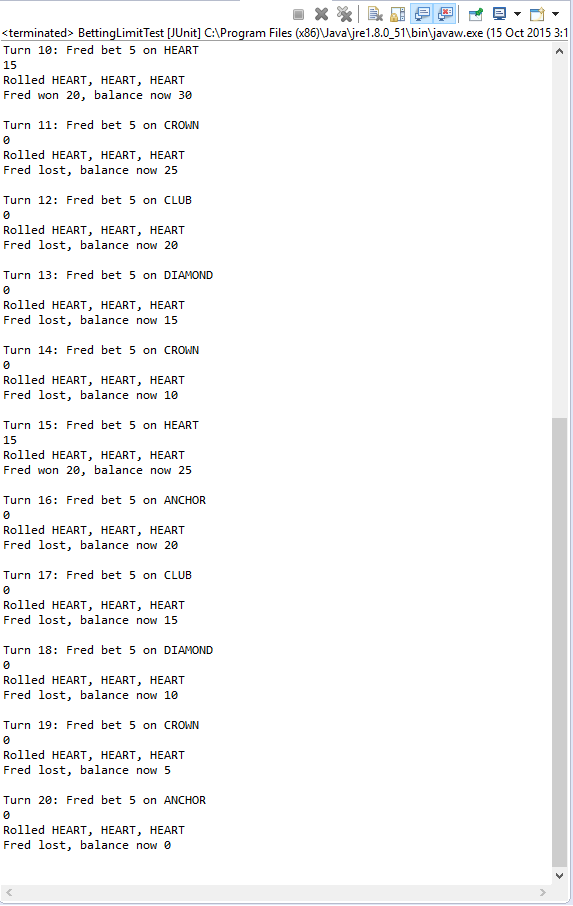 <terminated> BettingLimitTest [JUnit] C:\Program Files (x86)\Java\jre1.8.0_51\bin\javaw.exe (15 Oct 2015 3:1
Turn 10: Fred bet 5 on HEART
15
Rolled HEART, HEART, HEART
Fred won 20, balance now 30
Turn 11: Fred bet 5 on CROWN
0
Rolled HEART, HEART, HEART
Fred lost, balance now 25
Turn 12: Fred bet 5 on CLUB
0
Rolled HEART, HEART, HEART
Fred lost, balance now 20
Turn 13: Fred bet 5 on DIAMOND
0
Rolled HEART, HEART, HEART
Fred lost, balance now 15
Turn 14: Fred bet 5 on CROWN
0
Rolled HEART, HEART, HEART
Fred lost, balance now 10
Turn 15: Fred bet 5 on HEART
15
Rolled HEART, HEART, HEART
Fred won 20, balance now 25
Turn 16: Fred bet 5 on ANCHOR
0
Rolled HEART, HEART, HEART
Fred lost, balance now 20
Turn 17: Fred bet 5 on CLUB
0
Rolled HEART, HEART, HEART
Fred lost, balance now 15
Turn 18: Fred bet 5 on DIAMOND
0
Rolled HEART, HEART, HEART
Fred lost, balance now 10
Turn 19: Fred bet 5 on CROWN
0
Rolled HEART, HEART, HEART
Fred lost, balance now 5
Turn 20: Fred bet 5 on ANCHOR
0
Rolled HEART, HEART, HEART
Fred lost, balance now 0